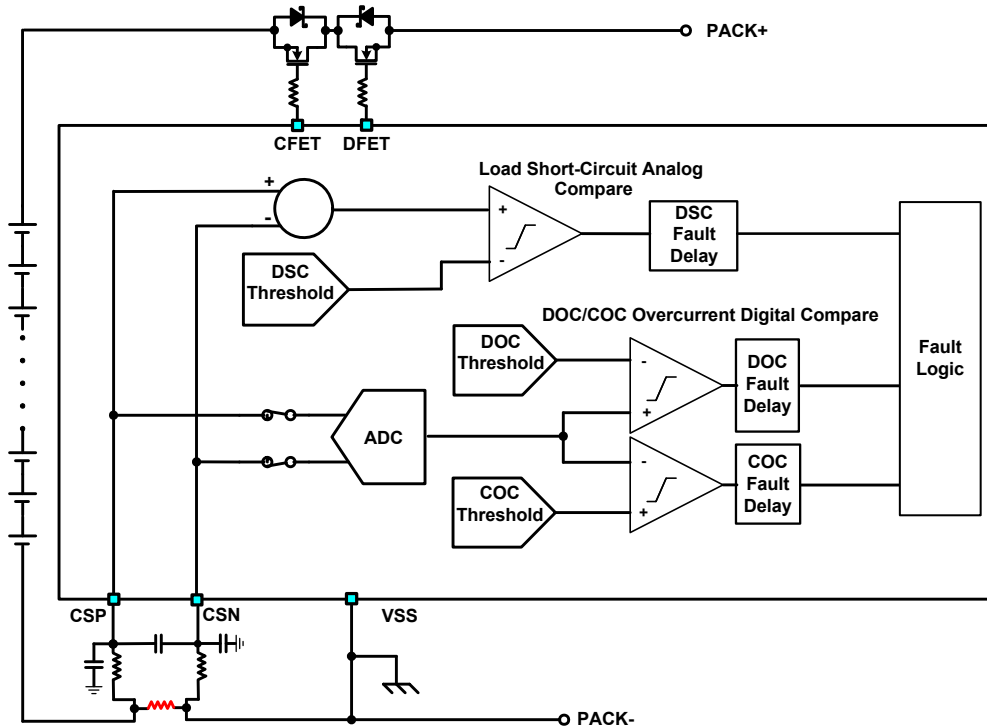 PACK+
CFET
DFET
Load Short-Circuit Analog
Compare
+
-
+
-
DSC
Threshold
DSC
Fault
Delay
DOC/COC Overcurrent Digital Compare
DOC
Threshold
-
+
DOC
Fault
Delay
Fault
Logic
ADC
COC
Threshold
-
+
COC
Fault
Delay
CSP
CSN
VSS
PACK-